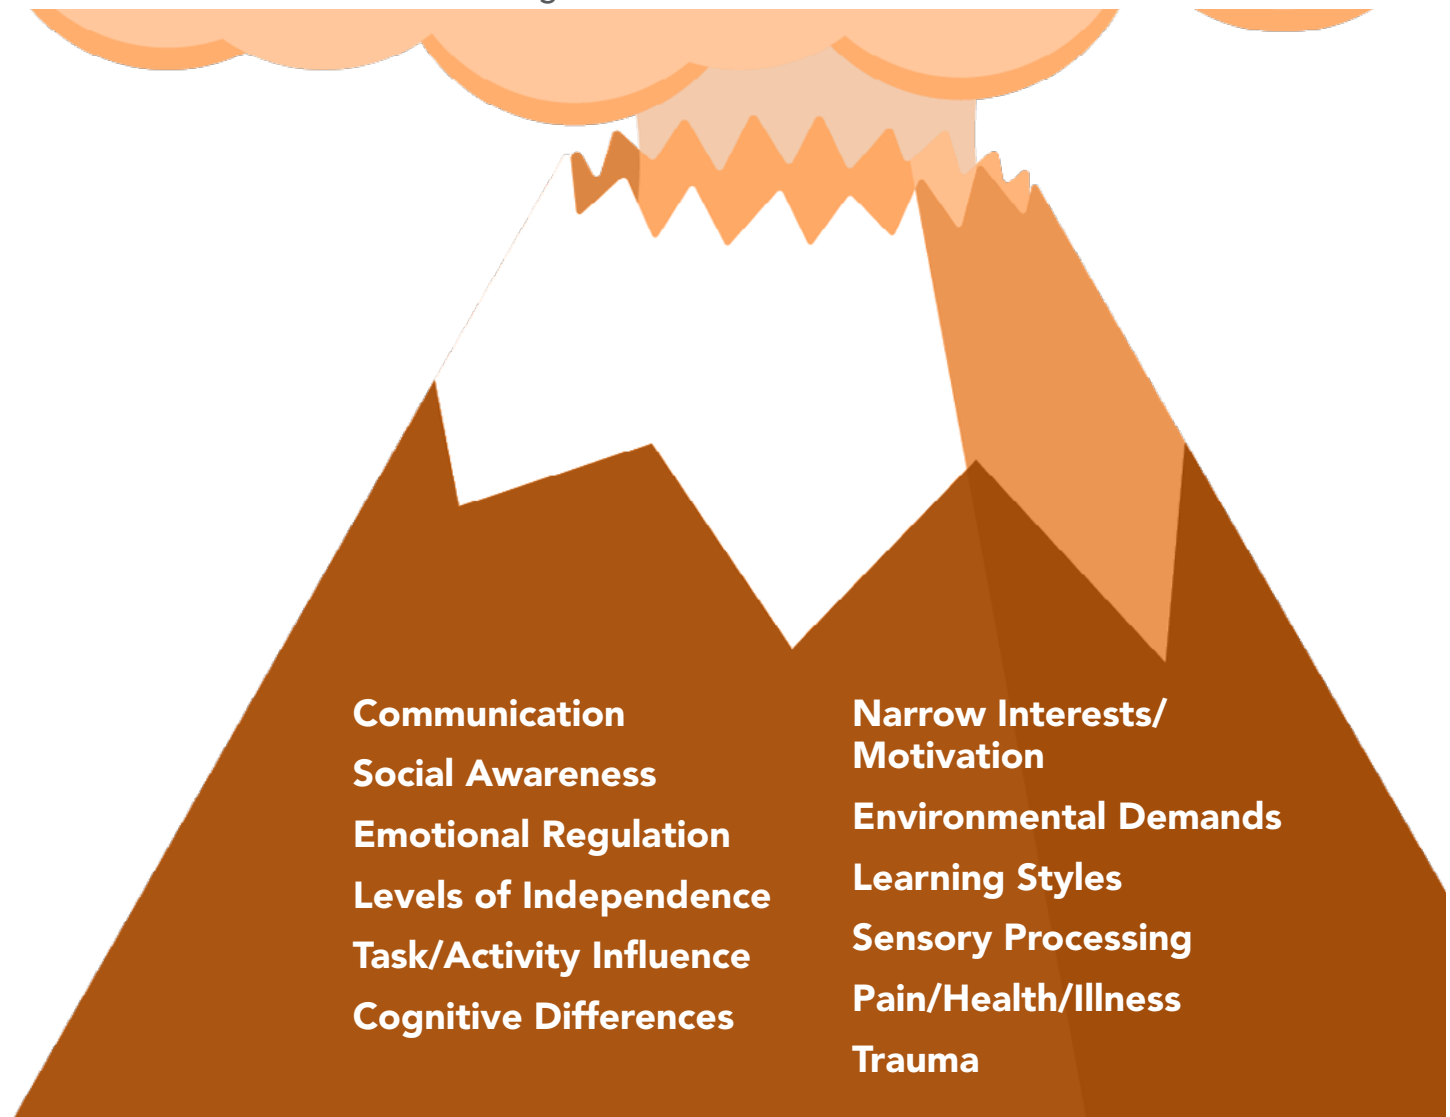 Communication
Social Awareness
Emotional Regulation
Levels of Independence
Task/Activity Influence
Cognitive Differences
Narrow Interests/
Motivation
Environmental Demands
Learning Styles
Sensory Processing
Pain/Health/Illness
Trauma